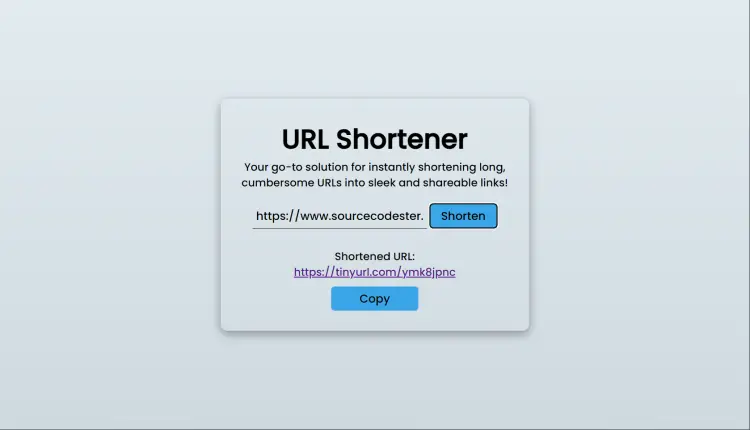 URL Shortener
Your go-to solution for instantly shortening long,
cumbersome URLs into sleek and shareable links!
https://www.sourcecodester.
Shorten
Shortened URL:
https://tinyurl.com/ymk8jpnc
Copy